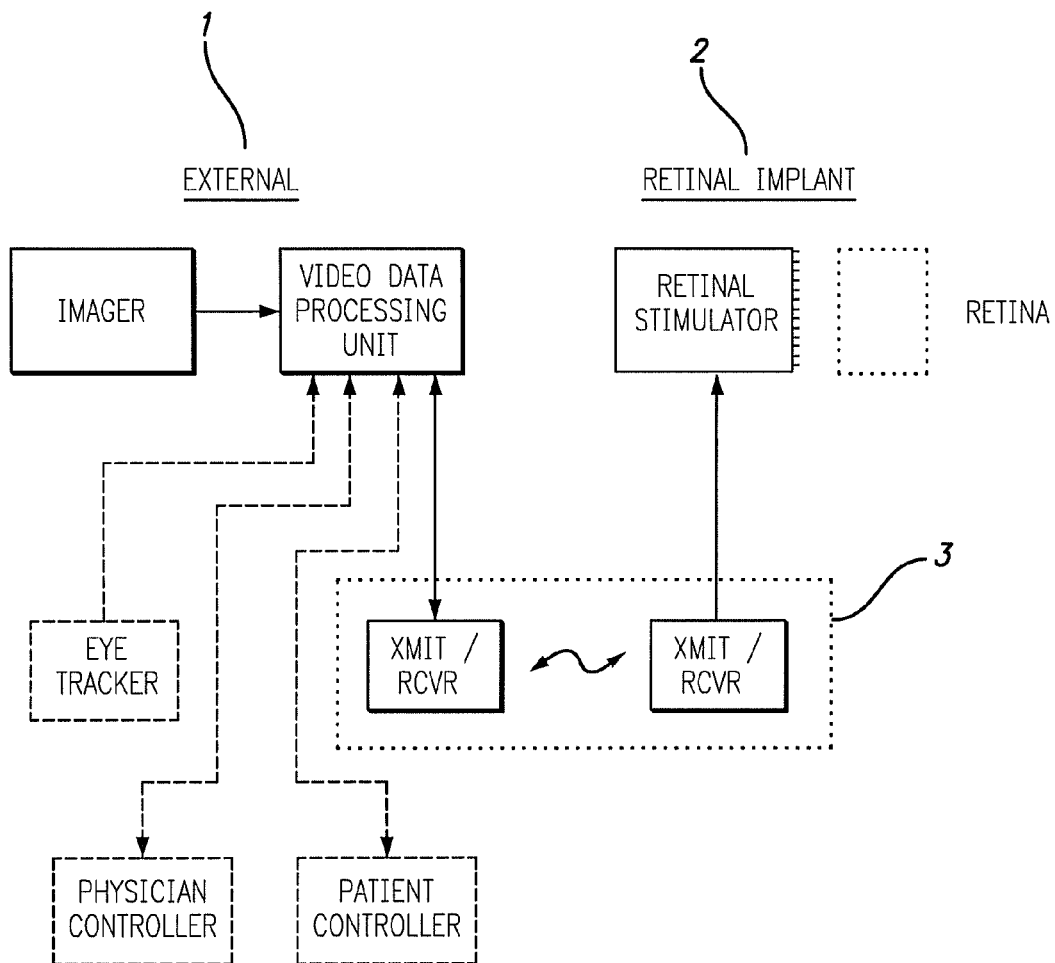 1
2
EXTERNAL
RETINAL IMPLANT
IMAGER
VIDEO DATA
PROCESSING
UNIT
RETINAL
STIMULATOR
RETINA
3
EYE
TRACKER
XMIT /
RCVR
XMIT /
RCVR
PHYSICIAN
CONTROLLER
PATIENT
CONTROLLER